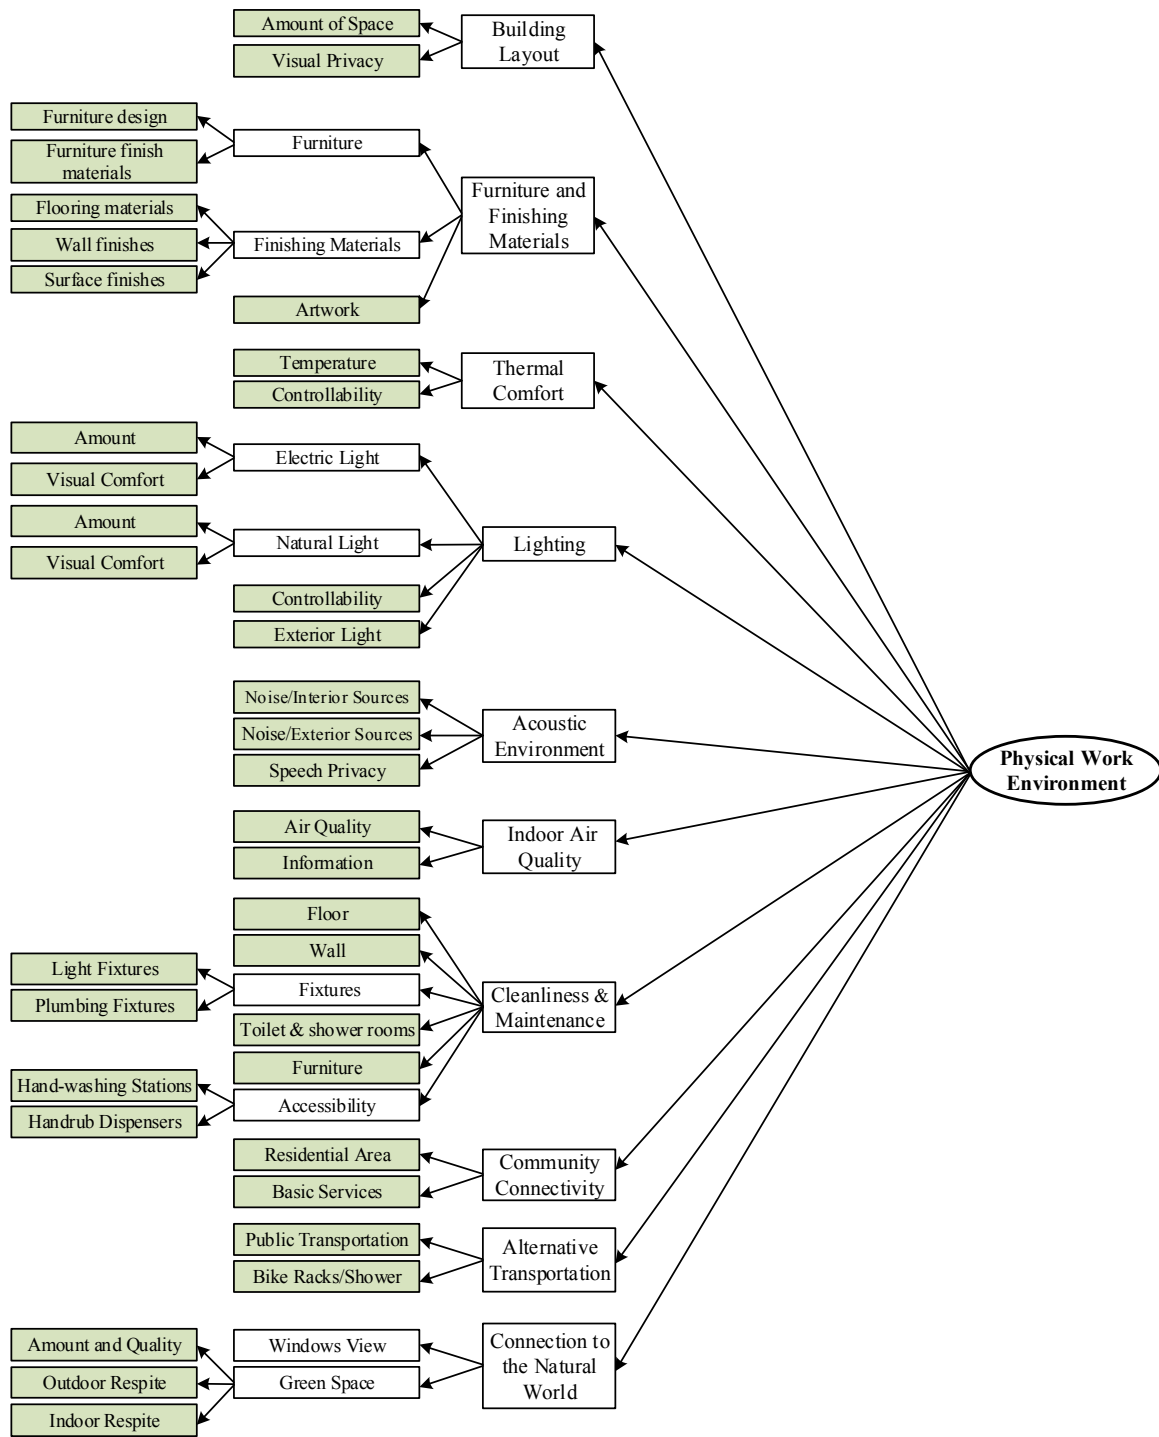 Amount of Space
Visual Privacy
Building
Layout
Furniture design
Furniture finish
materials
Furniture
Flooring materials
Wall finishes
Surface finishes
Finishing Materials
Artwork
Furniture and
Finishing
Materials
Temperature
Controllability
Thermal
Comfort
Amount
Visual Comfort
Electric Light
Amount
Visual Comfort
Natural Light
Controllability
Exterior Light
Lighting
Noise/Interior Sources
Noise/Exterior Sources
Speech Privacy
Acoustic
Environment
Physical Work
Environment
Air Quality
Information
Indoor Air
Quality
Floor
Wall
Light Fixtures
Plumbing Fixtures
Fixtures
Toilet & shower rooms
Furniture
Hand-washing Stations
Handrub Dispensers
Accessibility
Cleanliness &
Maintenance
Residential Area
Basic Services
Community
Connectivity
Public Transportation
Bike Racks/Shower
Alternative
Transportation
Windows View
Amount and Quality
Outdoor Respite
Indoor Respite
Green Space
Connection to
the Natural
World